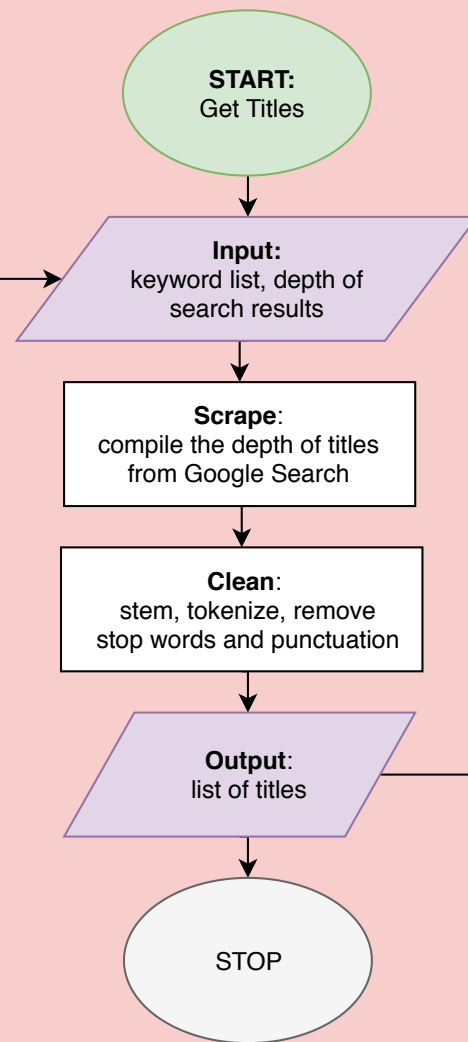 START:
Get Titles
Input:
keyword list, depth of
search results
Scrape:
compile the depth of titles
from Google Search
Clean:
stem, tokenize, remove
stop words and punctuation
Output:
list of titles
STOP